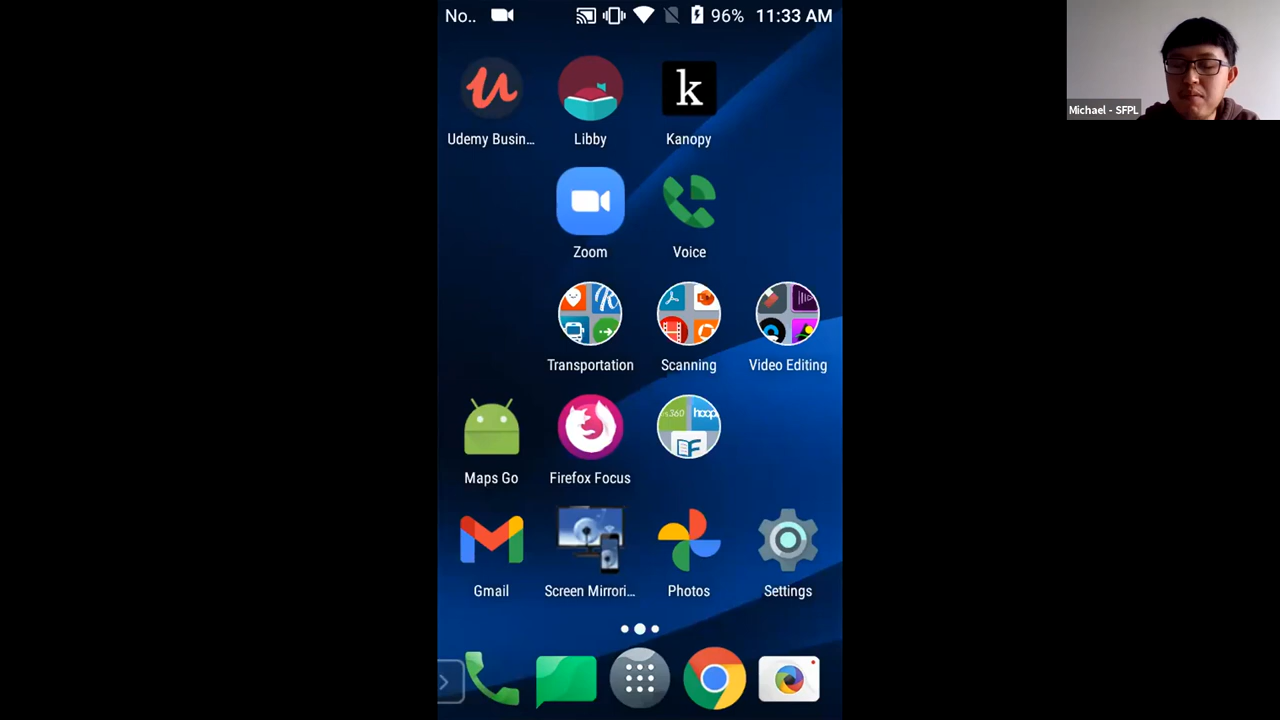 No.. 96% 11:33 AM
Michael - SFPL
k
Udemy Busin... Libby Kanopy
Zoom Voice
Transportation Scanning Video Editing
hoop
Maps Go Firefox Focus
Gmail Screen Mirrori... Photos Settings